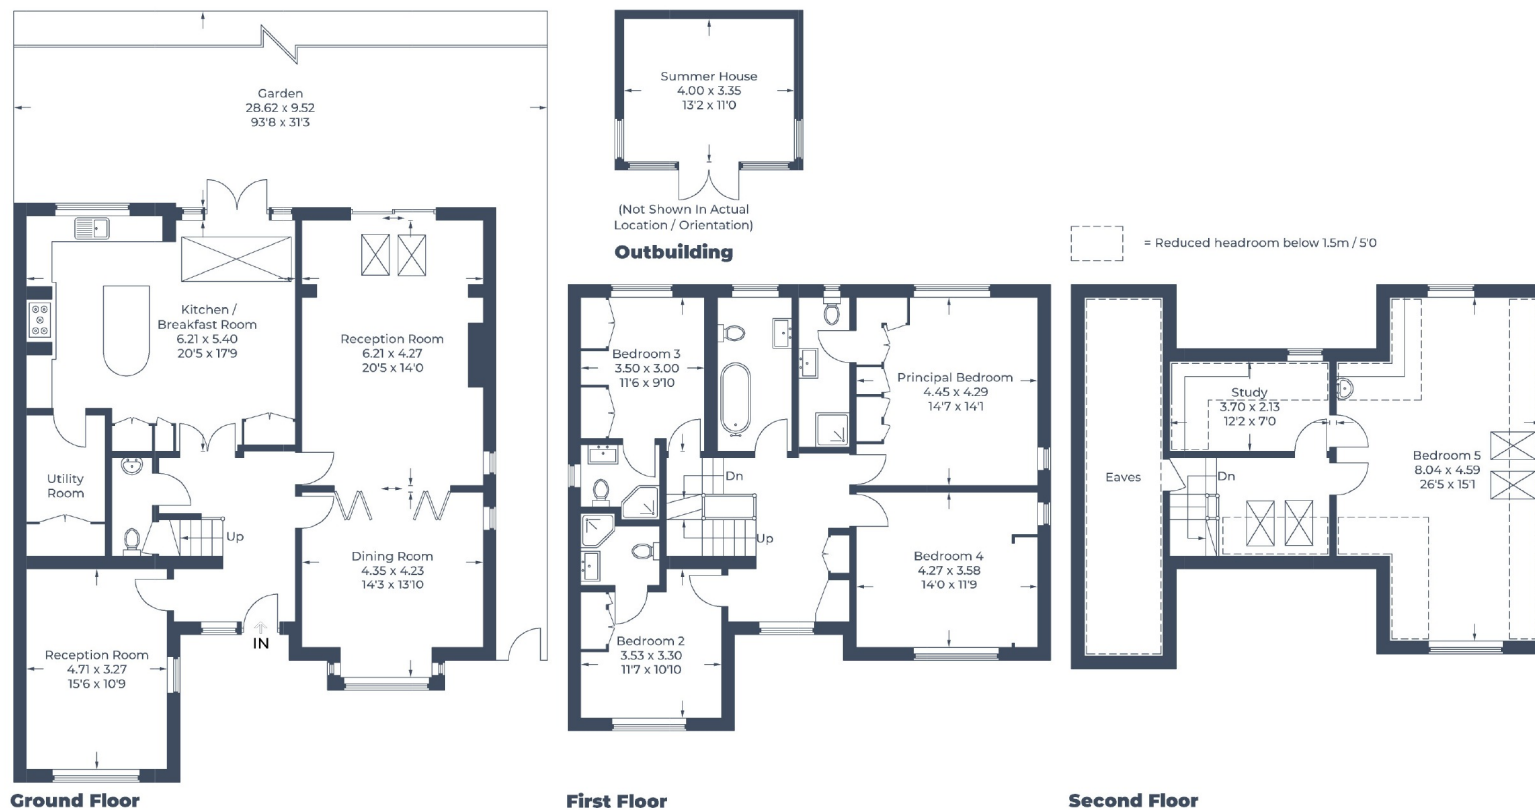 Garden
28.62 x 9.52
93'8 x 31'3
Kitchen /
Breakfast Room
6.21 x 5.40
20'5 x 17'9
Reception Room
6.21 x 4.27
20'5 x 14'0
Utility
Room
Up
Dining Room
4.35 x 4.23
14'3 x 13'10
IN
Reception Room
4.71 x 3.27
15'6 x 10'9
Ground Floor
Summer House
4.00 x 3.35
13'2 x 11'0
(Not Shown In Actual
Location / Orientation)
Outbuilding
Bedroom 3
3.50 x 3.00
11'6 x 9'10
Principal Bedroom
4.45 x 4.29
14'7 x 14'1
Dn
Up
Bedroom 4
4.27 x 3.58
14'0 x 11'9
Bedroom 2
3.53 x 3.30
11'7 x 10'10
First Floor
= Reduced headroom below 1.5m / 5'0
Study
3.70 x 2.13
12'2 x 7'0
Eaves
Dn
Bedroom 5
8.04 x 4.59
26'5 x 15'1
Second Floor